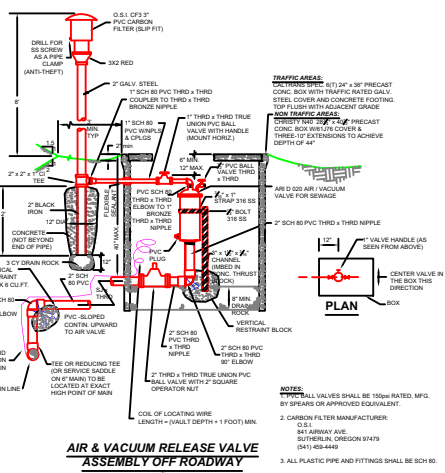 O.S.I. CF3 3"
PVC CARBON
FILTER (SLIP FIT)
DRILL FOR
SS SCREW
AS A PIPE
CLAMP
(ANTI-THEFT)
3X2 RED
8'
2" GALV. STEEL
1" SCH 80 PVC THRD x THRD
COUPLER TO THRD x THRD
BRONZE NIPPLE
3'
MIN.
TYP
1" SCH 80
PVC W/NPLS
& CPLGS
2" min
1" THRD x THRD TRUE
UNION PVC BALL
VALVE WITH HANDLE
(MOUNT HORIZ.)
TRAFFIC AREAS:
CALTRANS SPEC 6(T) 24" x 36" PRECAST
CONC. BOX WITH TRAFFIC RATED GALV.
STEEL COVER AND CONCRETE FOOTING.
TOP FLUSH WITH ADJACENT GRADE
NON TRAFFIC AREAS:
PRECAST
CONC. BOX W/61J76 COVER &
THREE-10" EXTENSIONS TO ACHIEVE
DEPTH OF 44"
1.5
2
2" x 2" x 1" CI
TEE
6" MIN.
12" MAX.
PVC BALL
VALVE THRD
x THRD
PVC SCH 80
THRD x THRD
ELBOW TO 1"
BRONZE
THRD x THRD
NIPPLE
x 1"
STRAP 316 SS
BOLT
316 SS
ARI D 020 AIR / VACUUM
VALVE FOR SEWAGE
2" SCH 80 PVC THRD x THRD NIPPLE
2'
2" BLACK
IRON
CONCRETE
(NOT BEYOND
END OF PIPE)
FLEXIBLE
SEALANT
PVC
PLUG
CHANNEL
(IMBED IN
CONC. THRUST
BLOCK)
12"
3 CY DRAIN ROCK
2" SCH
80 PVC
8" MIN.
DRAIN
ROCK
VERTICAL
RESTRAINT BLOCK
PVC-SLOPED
CONTIN. UPWARD
TO AIR VALVE
2" SCH 80
PVC THRD
x THRD
NIPPLE
2" SCH 80 PVC
THRD x THRD
90° ELBOW
TEE OR REDUCING TEE
(OR SERVICE SADDLE
ON 6" MAIN) TO BE
LOCATED AT EXACT
HIGH POINT OF MAIN
2" THRD x THRD TRUE UNION PVC
BALL VALVE WITH 2" SQUARE
OPERATOR NUT
COIL OF LOCATING WIRE
LENGTH = (VAULT DEPTH + 1 FOOT) MIN.
12"
1" VALVE HANDLE (AS
SEEN FROM ABOVE)
CENTER VALVE IN
THE BOX THIS
DIRECTION
BOX
PLAN
NOTES:
1. PVC BALL VALVES SHALL BE 150psi RATED, MFG.
BY SPEARS OR APPROVED EQUIVALENT.
2. CARBON FILTER MANUFACTURER:
O.S.I.
841 AIRWAY AVE.
SUTHERLIN, OREGON 97479
(541) 459-4449
3. ALL PLASTIC PIPE AND FITTINGS SHALL BE SCH 80.
AIR & VACUUM RELEASE VALVE
ASSEMBLY OFF ROADWAY